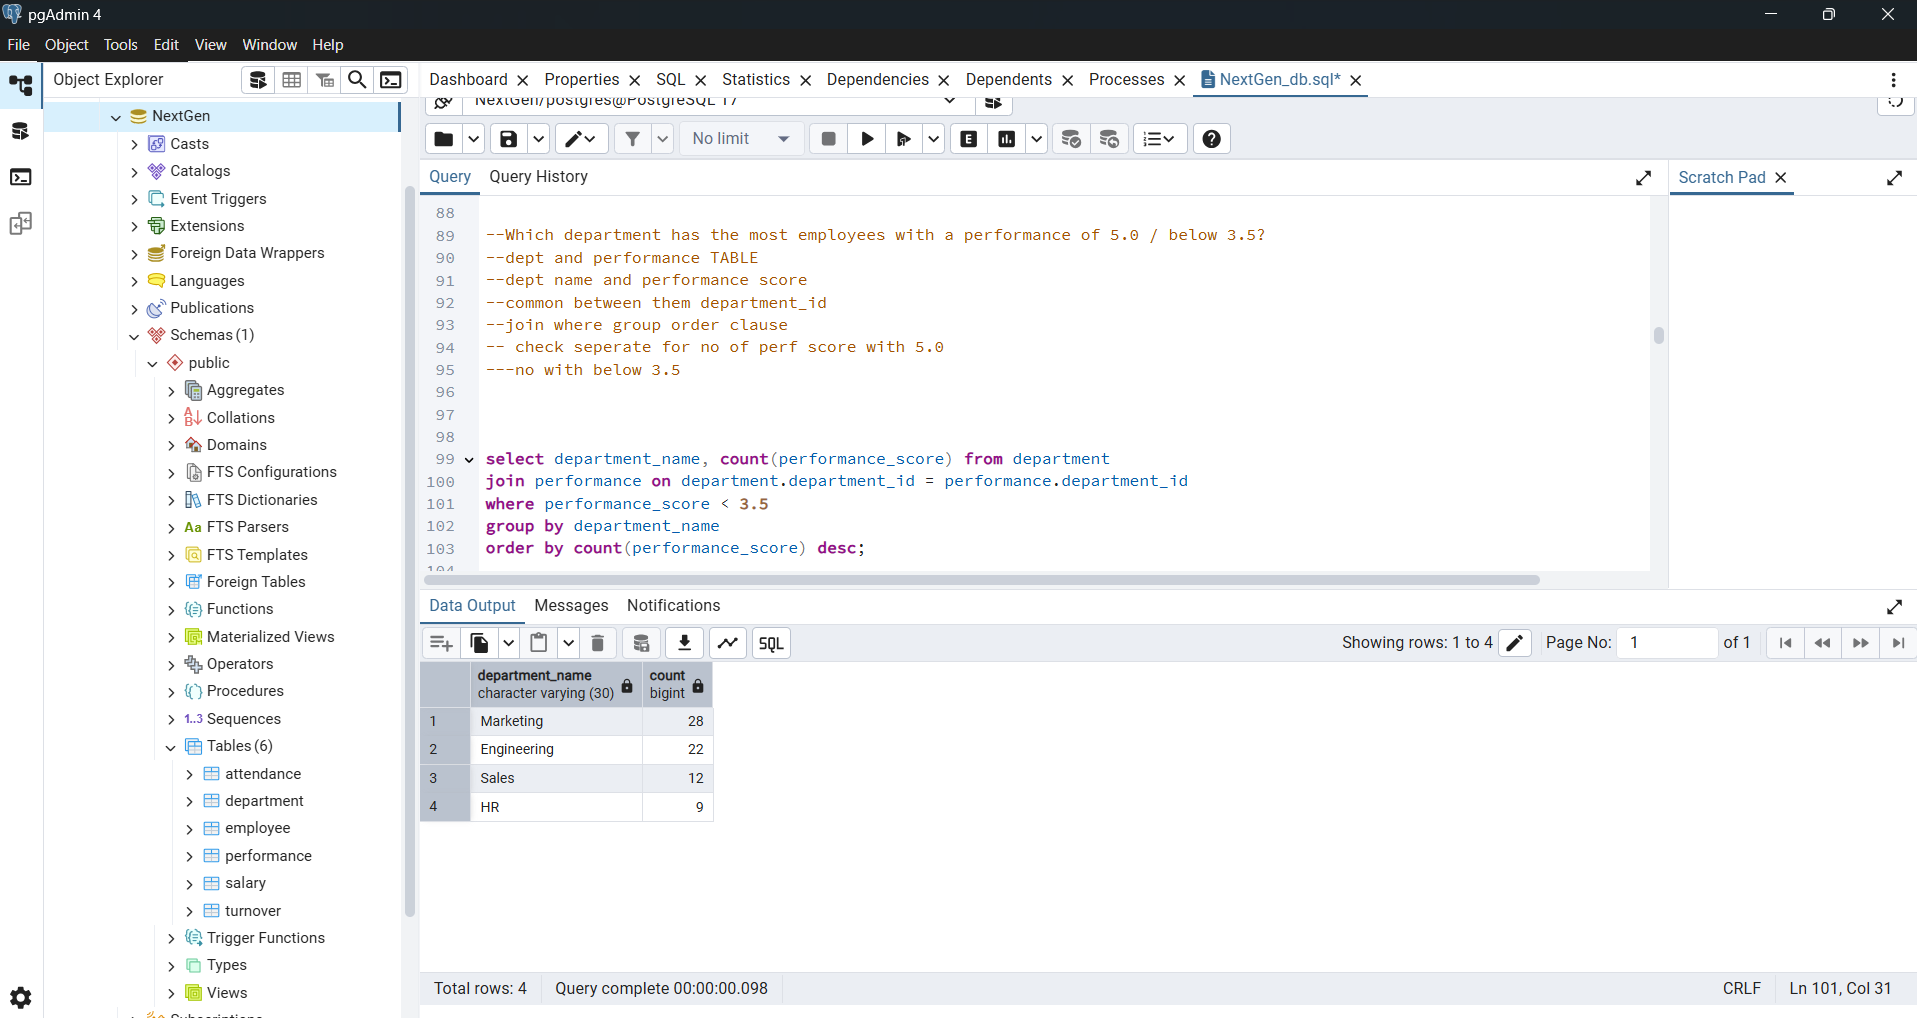 pgAdmin 4
File Object Tools Edit View Window Help
Object Explorer
Dashboard Properties SQL Statistics Dependencies Dependents Processes NextGen_db.sql*
NextGen/postgres@PostgreSQL 17
No limit
Query Query History
Scratch Pad
NextGen
Casts
Catalogs
Event Triggers
Extensions
Foreign Data Wrappers
Languages
Publications
Schemas (1)
public
Aggregates
Collations
Domains
FTS Configurations
FTS Dictionaries
Aa FTS Parsers
FTS Templates
Foreign Tables
Functions
Materialized Views
Operators
Procedures
1..3 Sequences
Tables (6)
attendance
department
employee
performance
salary
turnover
Trigger Functions
Types
Views
Subscriptions
88
89 --Which department has the most employees with a performance of 5.0 / below 3.5?
90 --dept and performance TABLE
91 --dept name and performance score
92 --common between them department_id
93 --join where group order clause
94 -- check seperate for no of perf score with 5.0
95 ---no with below 3.5
96
97
98
99 select department_name, count(performance_score) from department
100 join performance on department.department_id = performance.department_id
101 where performance_score < 3.5
102 group by department_name
103 order by count(performance_score) desc;
104
Data Output Messages Notifications
SQL
Showing rows: 1 to 4 Page No: 1 of 1
department_name count
character varying (30) bigint
1 Marketing 28
2 Engineering 22
3 Sales 12
4 HR 9
Total rows: 4 Query complete 00:00:00.098 CRLF Ln 101, Col 31